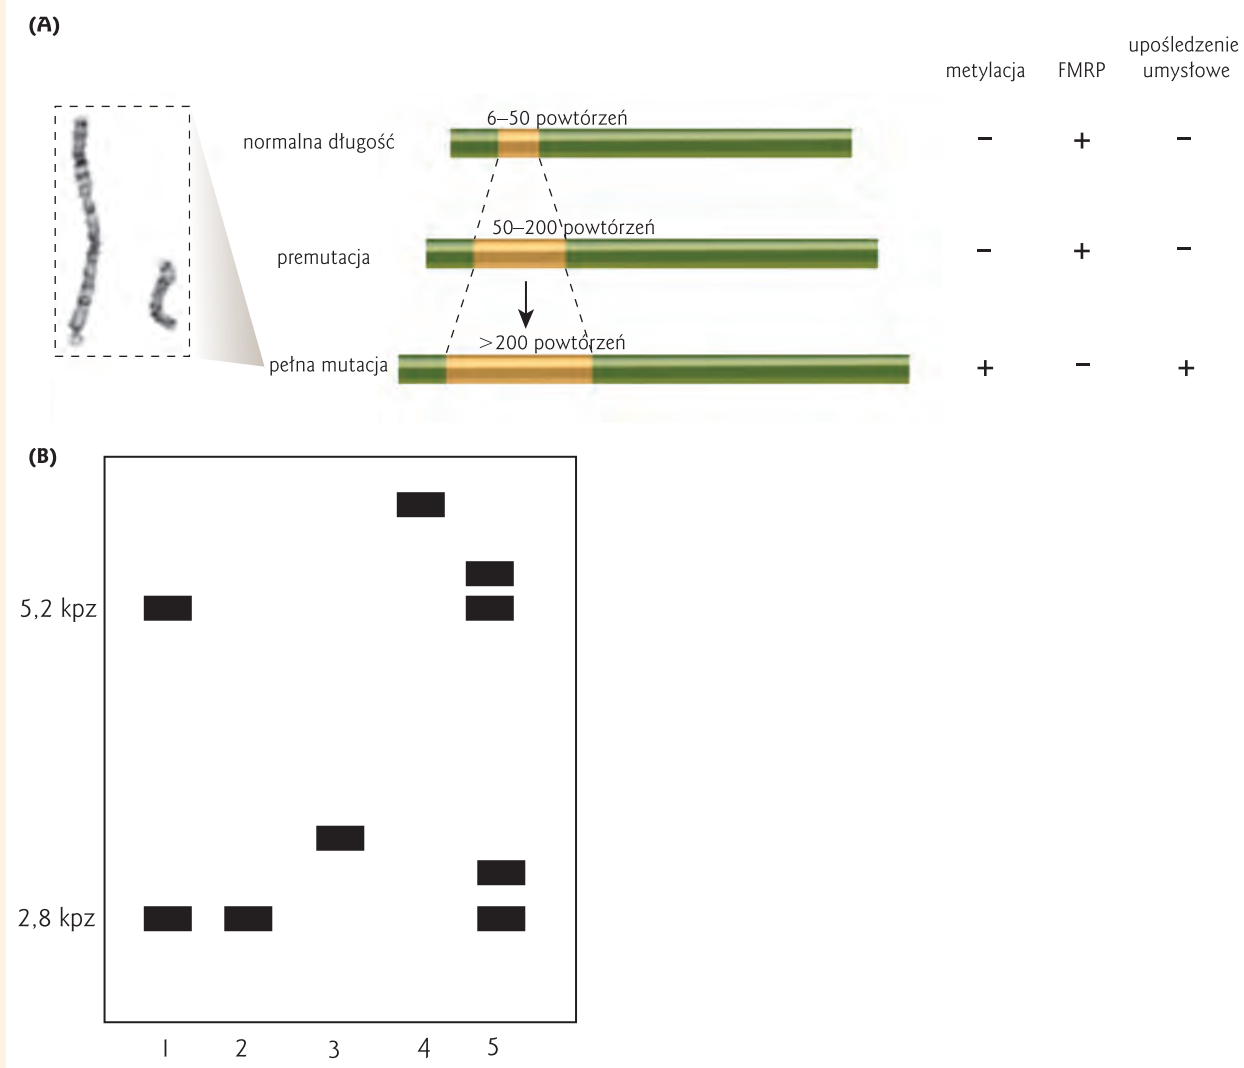 (A)
metylacja FMRP upośledzenie
umysłowe
6–50 powtórzeń
normalna długość – + –
50–200 powtórzeń
premutacja – + –
>200 powtórzeń
pełna mutacja + – +
(B)
5,2 kpz
2,8 kpz
1 2 3 4 5